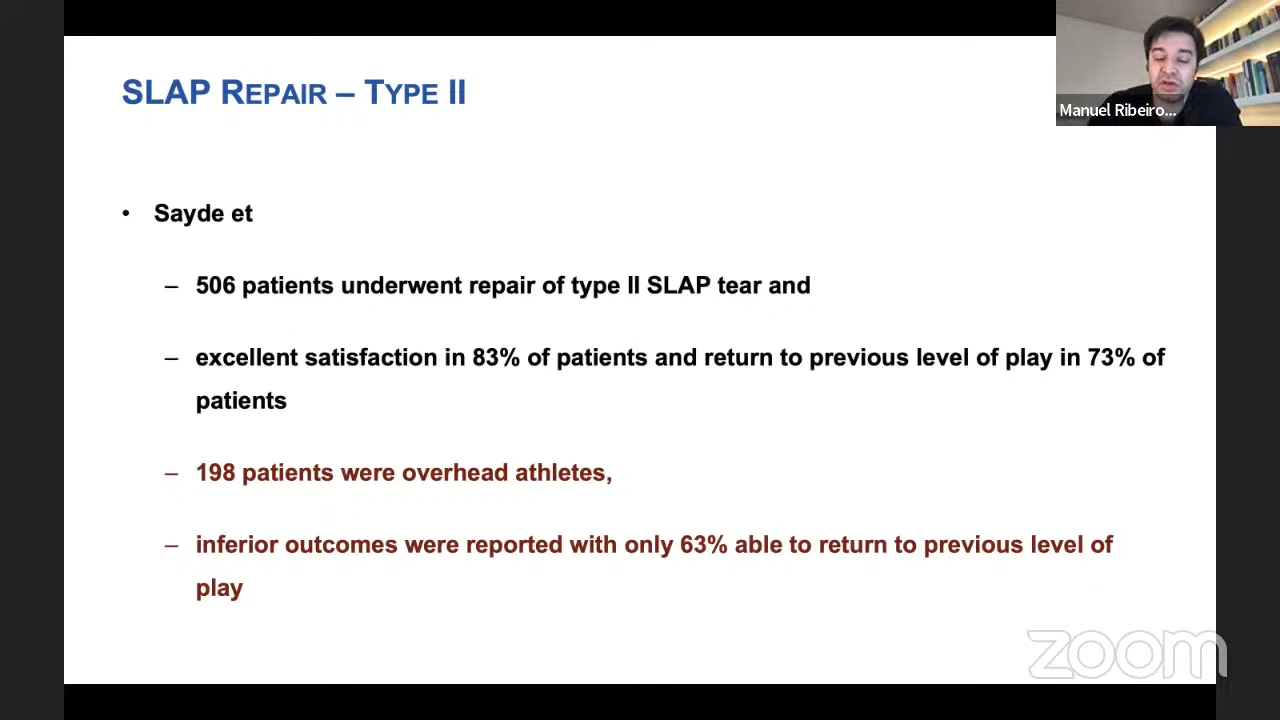 SLAP REPAIR – TYPE II
Manuel Ribeiro...
• Sayde et
– 506 patients underwent repair of type II SLAP tear and
– excellent satisfaction in 83% of patients and return to previous level of play in 73% of
patients
– 198 patients were overhead athletes,
– inferior outcomes were reported with only 63% able to return to previous level of
play
zoom